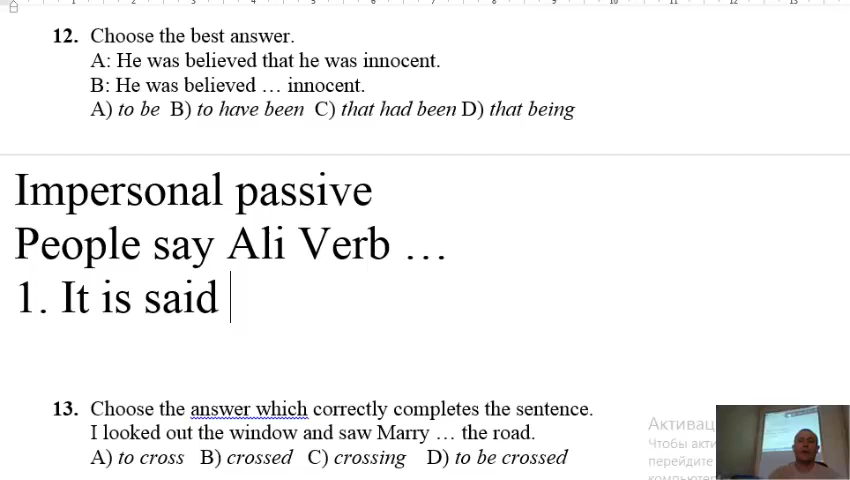 12. Choose the best answer.
A: He was believed that he was innocent.
B: He was believed … innocent.
A) to be B) to have been C) that had been D) that being
Impersonal passive
People say Ali Verb …
1. It is said
13. Choose the answer which correctly completes the sentence.
I looked out the window and saw Marry … the road.
A) to cross B) crossed C) crossing D) to be crossed
Чтобы
перейдите